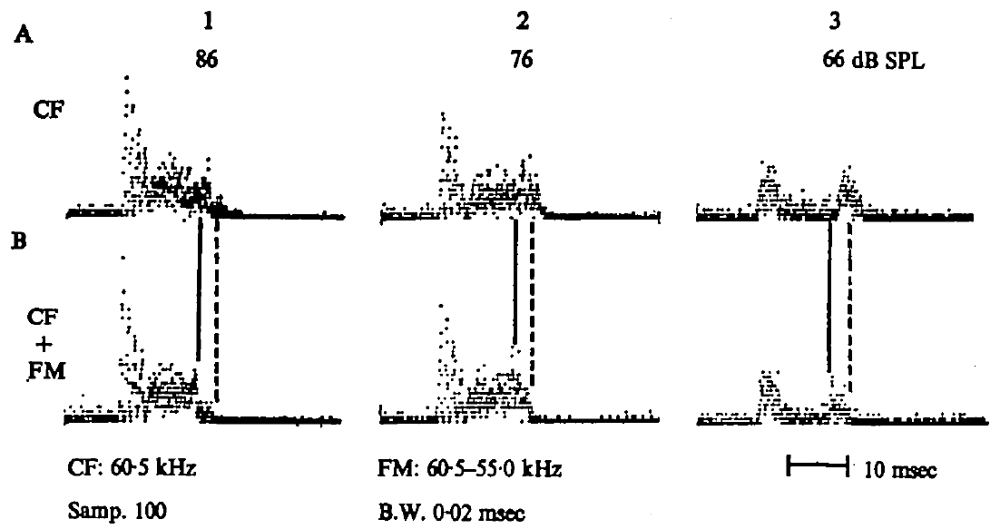 1 2 3
A
86 76 66 dB SPL
CF
B
CF
+
FM
CF: 60·5 kHz FM: 60·5–55·0 kHz 10 msec
Samp. 100 B.W. 0·02 msec